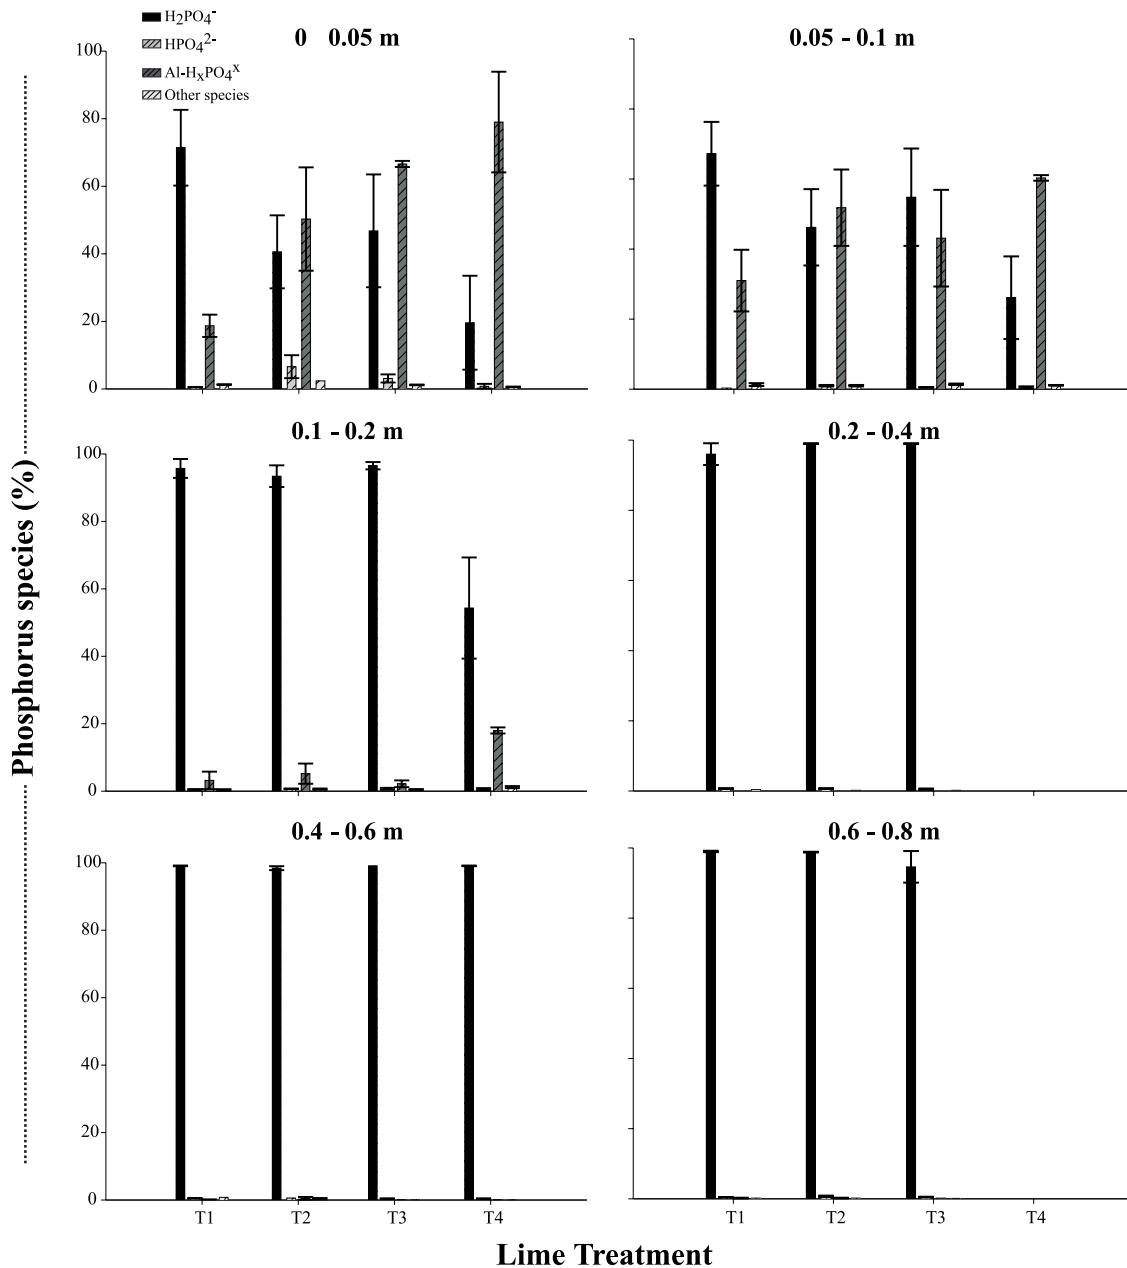 H₂PO₄⁻
HPO₄²⁻
Al-HₓPO₄ˣ
Other species
0 0.05 m
0.05 - 0.1 m
100
80
60
40
20
0
0.1 - 0.2 m
0.2 - 0.4 m
100
80
60
40
20
0
0.4 - 0.6 m
0.6 - 0.8 m
100
80
60
40
20
0
T1 T2 T3 T4
T1 T2 T3 T4
Phosphorus species (%)
Lime Treatment